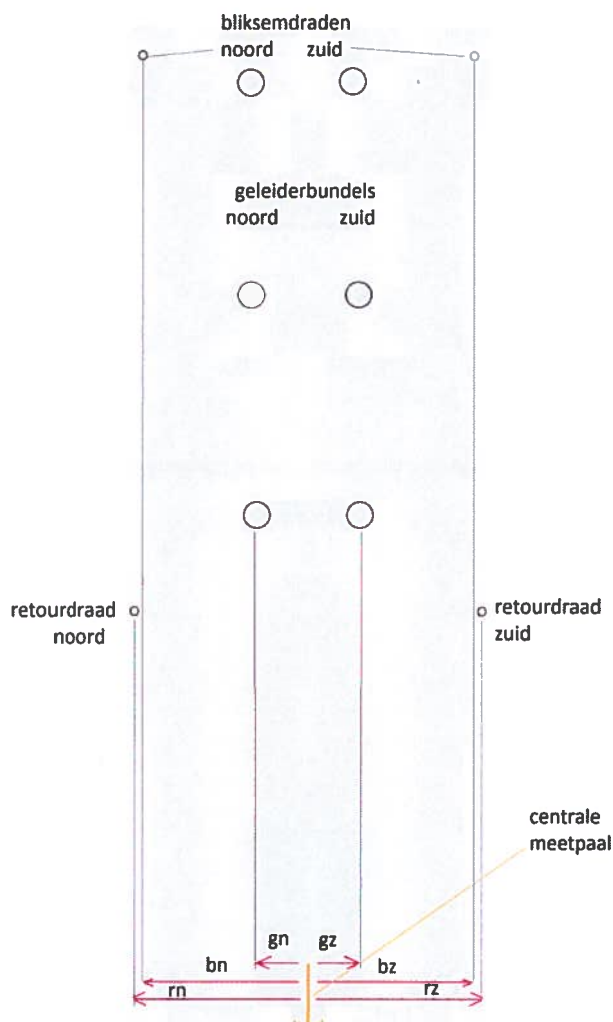 bliksemdraden
noord zuid
geleiderbundels
noord zuid
retourdraad
noord
retourdraad
zuid
centrale
meetpaal
gn gz
bn bz
rn rz